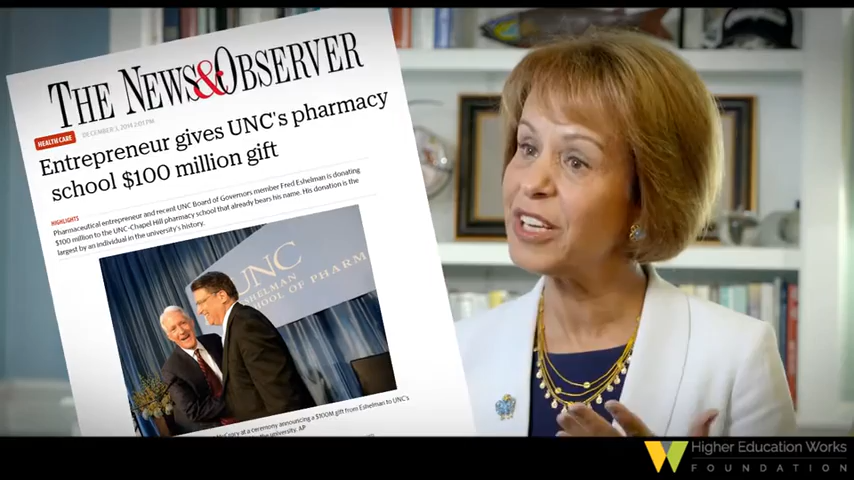 THE NEWS&OBSERVER
HEALTH CARE
DECEMBER 3, 2014 2:01 PM
Entrepreneur gives UNC's pharmacy
school $100 million gift
HIGHLIGHTS
Pharmaceutical entrepreneur and recent UNC Board of Governors member Fred Eshelman is donating
$100 million to the UNC-Chapel Hill pharmacy school that already bears his name. His donation is the
largest by an individual in the university's history.
UNC
ESHELMAN
SCHOOL OF PHARM
McCrory at a ceremony announcing a $100M gift from Eshelman to UNC's
the university. AP
Higher Education Works
FOUNDATION